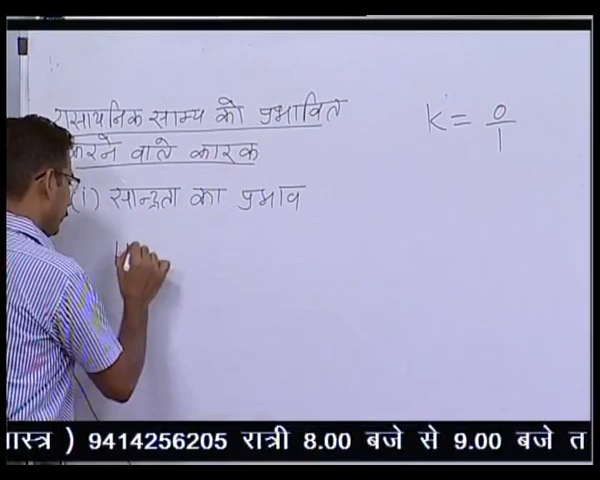 रासायनिक साम्य को प्रभावित
करने वाले कारक
(i) सान्द्रता का प्रभाव
K = 0/1
H
ास्त्र ) 9414256205 रात्री 8.00 बजे से 9.00 बजे त